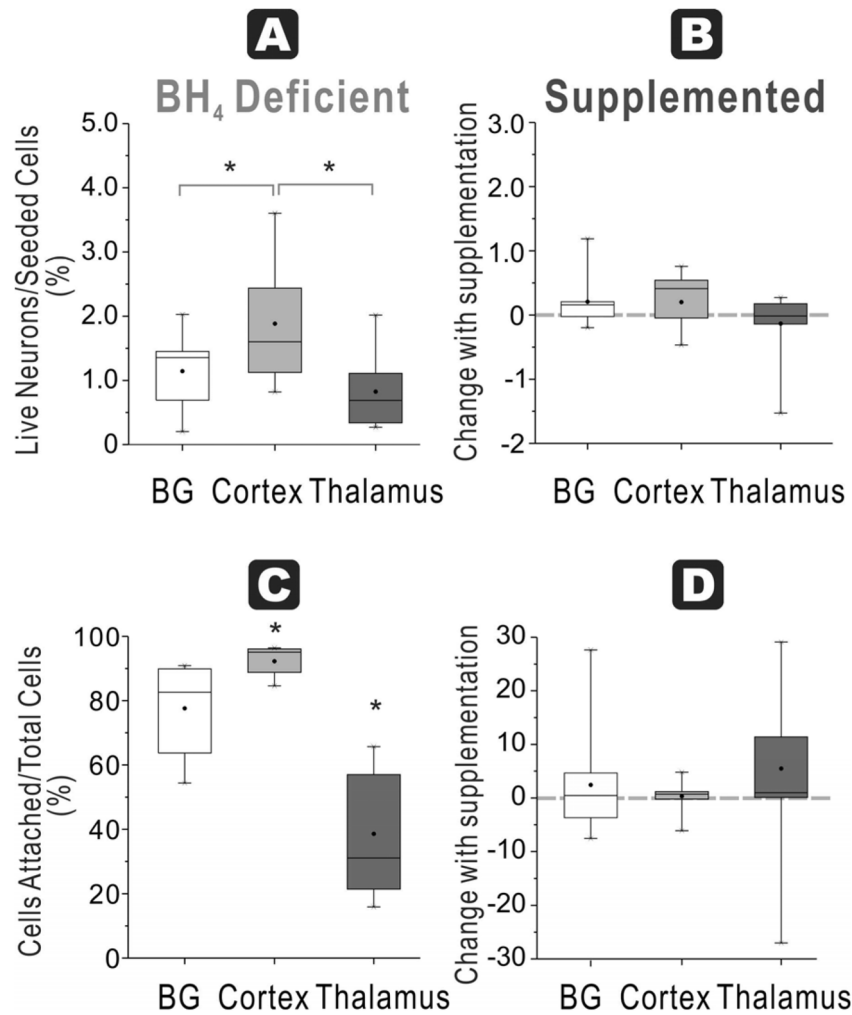 A
B
BH₄ Deficient
Supplemented
Live Neurons/Seeded Cells
(%)
5.0
4.0
3.0
2.0
1.0
0
*
*
BG Cortex Thalamus
Change with supplementation
3.0
2.0
1.0
0
-1
-2
BG Cortex Thalamus
C
D
Cells Attached/Total Cells
(%)
100
80
60
40
20
0
*
*
BG Cortex Thalamus
Change with supplementation
30
20
10
0
-10
-20
-30
BG Cortex Thalamus